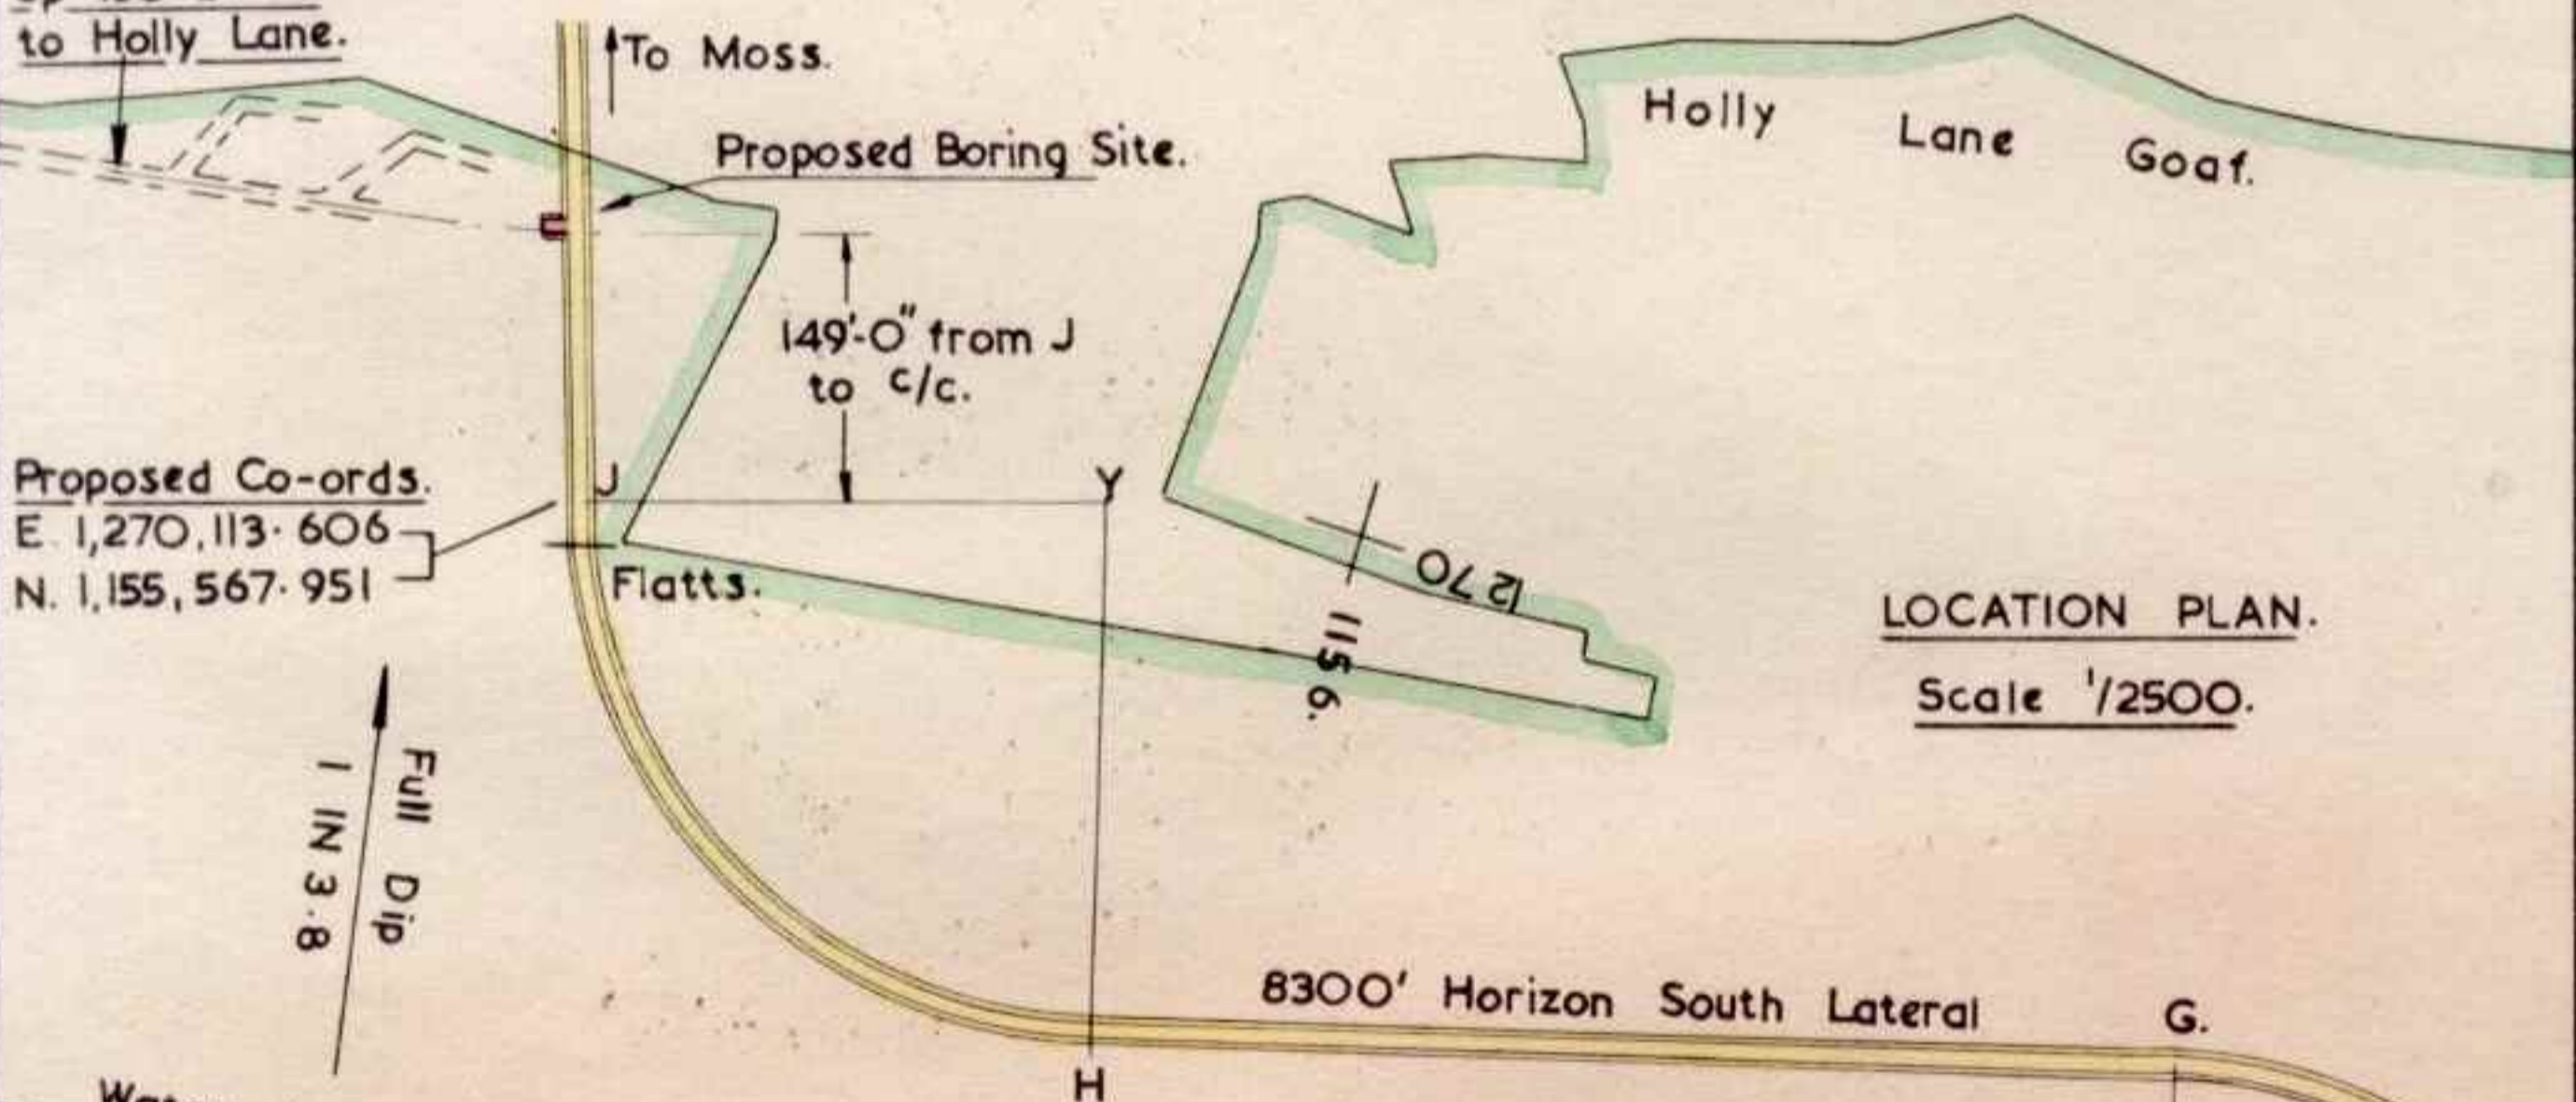 to Holly Lane.
To Moss.
Proposed Boring Site.
Holly Lane Goaf.
149'-0" from J
to c/c.
Proposed Co-ords.
E. 1,270,113·606
N. 1,155,567·951
J
Y
Flatts.
1270
1156.
LOCATION PLAN.
Scale 1/2500.
Full Dip
1 IN 3·8
8300' Horizon South Lateral
G.
H